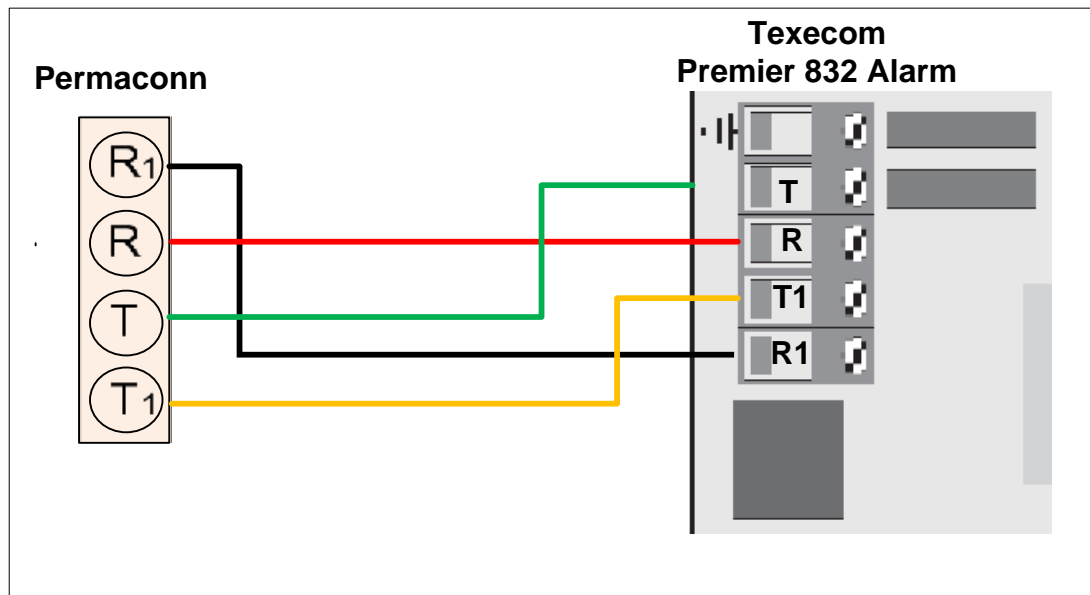 Texecom
Premier 832 Alarm
Permaconn
R1
R
T
T1
T
R
T1
R1